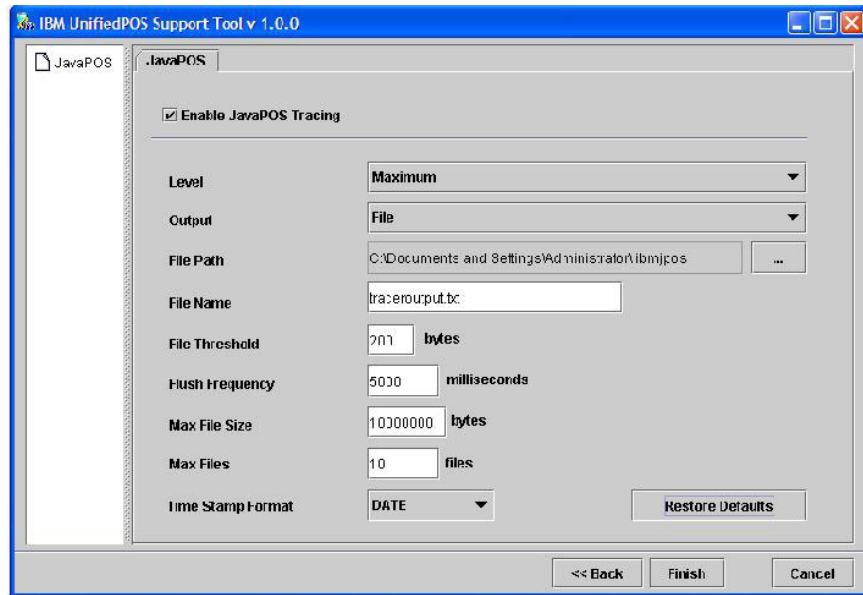 IBM UnifiedPOS Support Tool v 1.0.0
JavaPOS
JavaPOS
Enable JavaPOS Tracing
Level
Maximum
Output
File
File Path
C:\Documents and Settings\Administrator\.ibmjpos
...
File Name
traceroutput.txt
File Threshold
200 bytes
Flush Frequency
5000 milliseconds
Max File Size
10000000 bytes
Max Files
10 files
Time Stamp Format
DATE
Restore Defaults
<< Back
Finish
Cancel